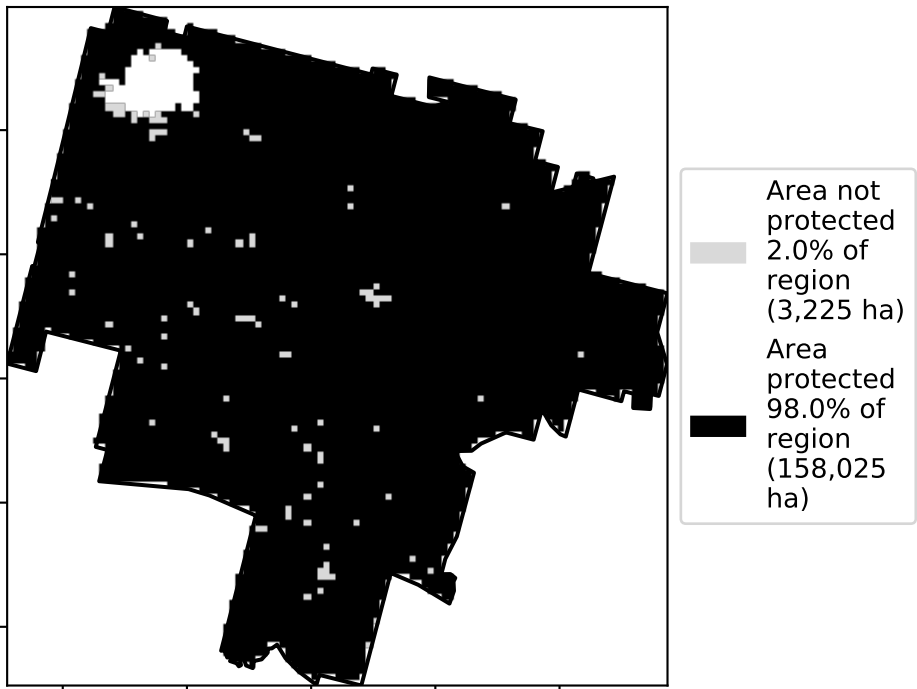 Area not
protected
2.0% of
region
(3,225 ha)
Area
protected
98.0% of
region
(158,025
ha)